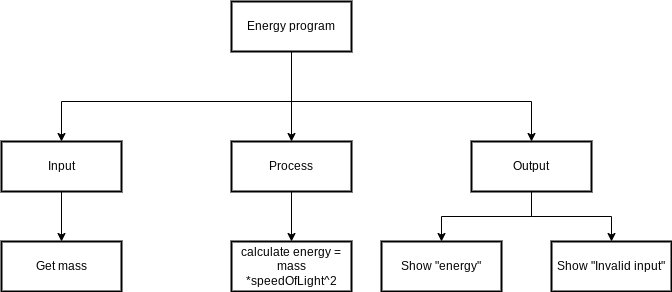 Energy program
Input
Process
Output
Get mass
calculate energy =
mass
*speedOfLight^2
Show "energy"
Show "Invalid input"